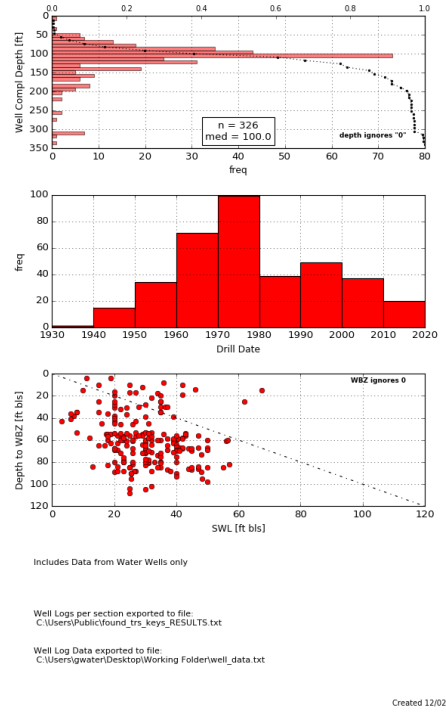 0.0 0.2 0.4 0.6 0.8 1.0
Well Compl Depth [ft]
0
50
100
150
200
250
300
350
n = 326
med = 100.0
depth ignores "0"
0 10 20 30 40 50 60 70 80
freq
freq
100
80
60
40
20
0
1930 1940 1950 1960 1970 1980 1990 2000 2010 2020
Drill Date
Depth to WBZ [ft bls]
0
20
40
60
80
100
120
WBZ ignores 0
0 20 40 60 80 100 120
SWL [ft bls]
Includes Data from Water Wells only
Well Logs per section exported to file:
C:\Users\Public\found_trs_keys_RESULTS.txt
Well Log Data exported to file:
C:\Users\gwater\Desktop\Working Folder\well_data.txt
Created 12/02